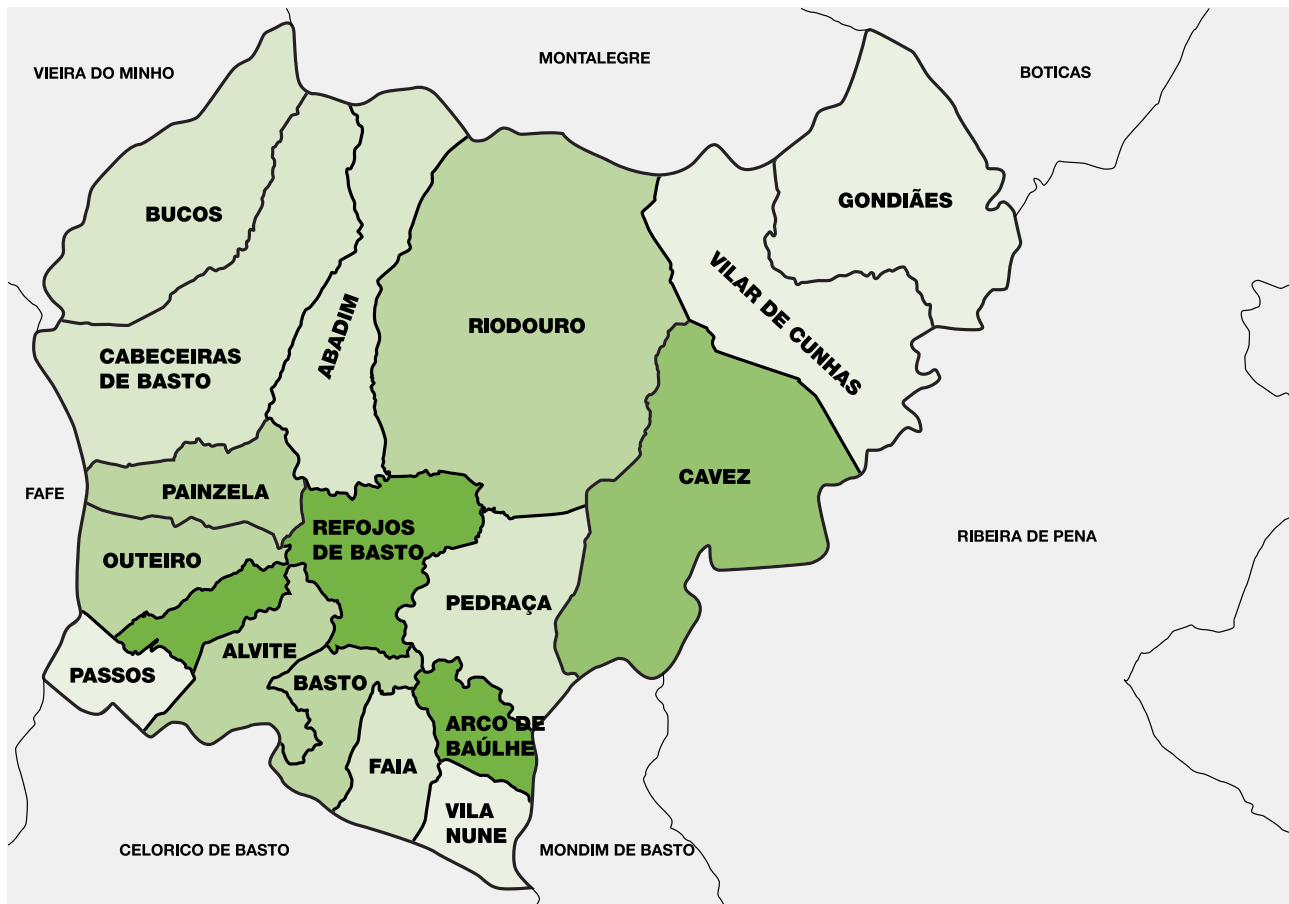 MONTALEGRE
VIEIRA DO MINHO
BOTICAS
GONDIÃES
BUCOS
VILAR DE CUNHAS
ABADIM
RIODOURO
CABECEIRAS
DE BASTO
CAVEZ
PAINZELA
FAFE
REFOJOS
DE BASTO
RIBEIRA DE PENA
OUTEIRO
PEDRAÇA
ALVITE
PASSOS
BASTO
ARCO DE
BAÚLHE
FAIA
VILA
NUNE
CELORICO DE BASTO
MONDIM DE BASTO